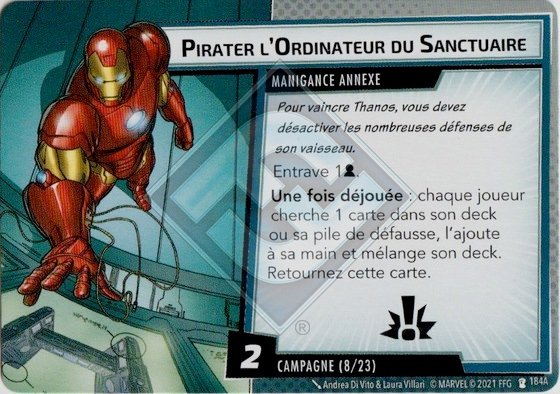 PIRATER L'ORDINATEUR DU SANCTUAIRE
MANIGANCE ANNEXE
Pour vaincre Thanos, vous devez
désactiver les nombreuses défenses de
son vaisseau.
Entrave 1.
Une fois déjouée : chaque joueur
cherche 1 carte dans son deck
ou sa pile de défausse, l'ajoute
à sa main et mélange son deck.
Retournez cette carte.
®
2
CAMPAGNE (8/23)
Andrea Di Vito & Laura Villari © MARVEL © 2021 FFG 184A